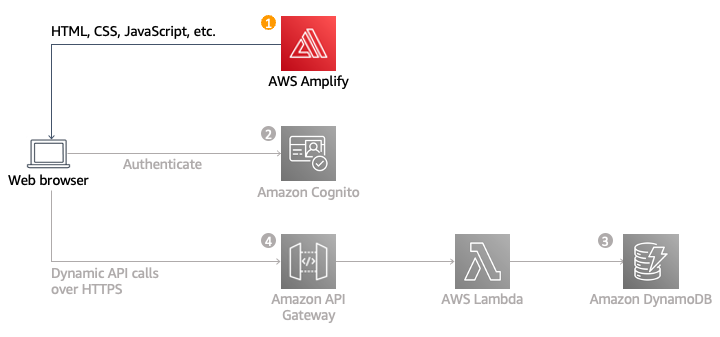 HTML, CSS, JavaScript, etc.
1
AWS Amplify
2
Web browser
Authenticate
Amazon Cognito
4
3
Dynamic API calls
over HTTPS
Amazon API
Gateway
AWS Lambda
Amazon DynamoDB